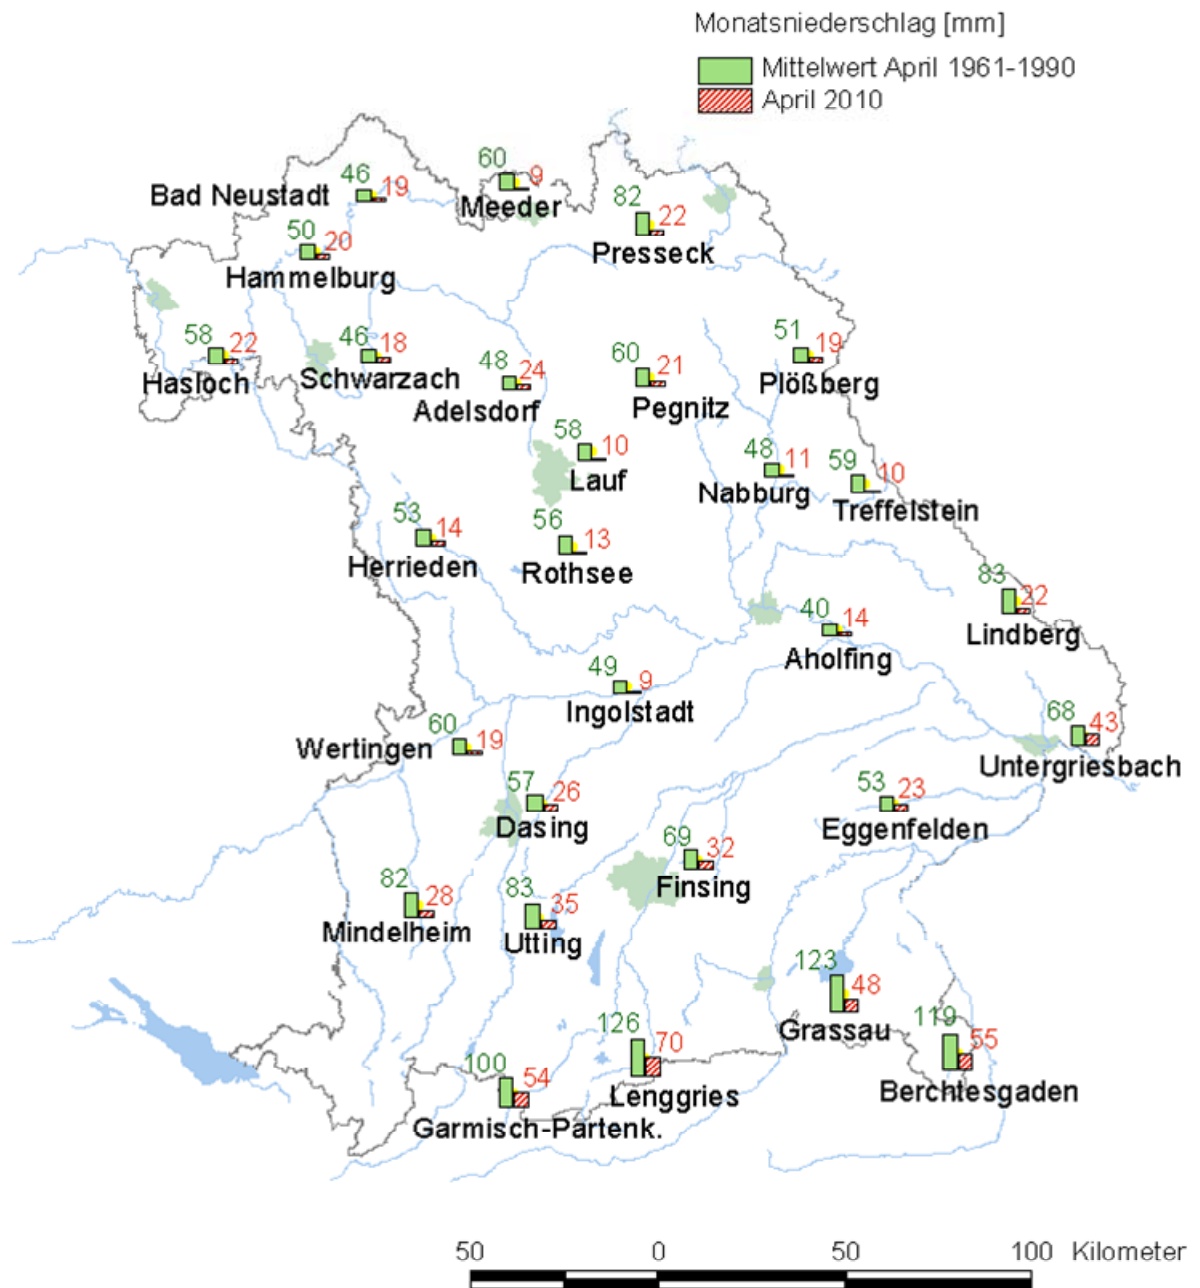 Monatsniederschlag [mm]
Mittelwert April 1961-1990
April 2010
60 9
Meeder
46 19
Bad Neustadt
82 22
Presseck
50 20
Hammelburg
58 22
Hasloch
46 18
Schwarzach
48 24
Adelsdorf
60 21
Pegnitz
51 19
Plößberg
58 10
Lauf
48 11
Nabburg
59 10
Treffelstein
53 14
Herrieden
56 13
Rothsee
83 22
Lindberg
40 14
Aholfing
49 9
Ingolstadt
68 43
Untergriesbach
60 19
Wertingen
57 26
Dasing
53 23
Eggenfelden
69 32
Finsing
82 28
Mindelheim
83 35
Utting
123 48
Grassau
126 70
Lenggries
119 55
Berchtesgaden
100 54
Garmisch-Partenk.
50 0 50 100 Kilometer